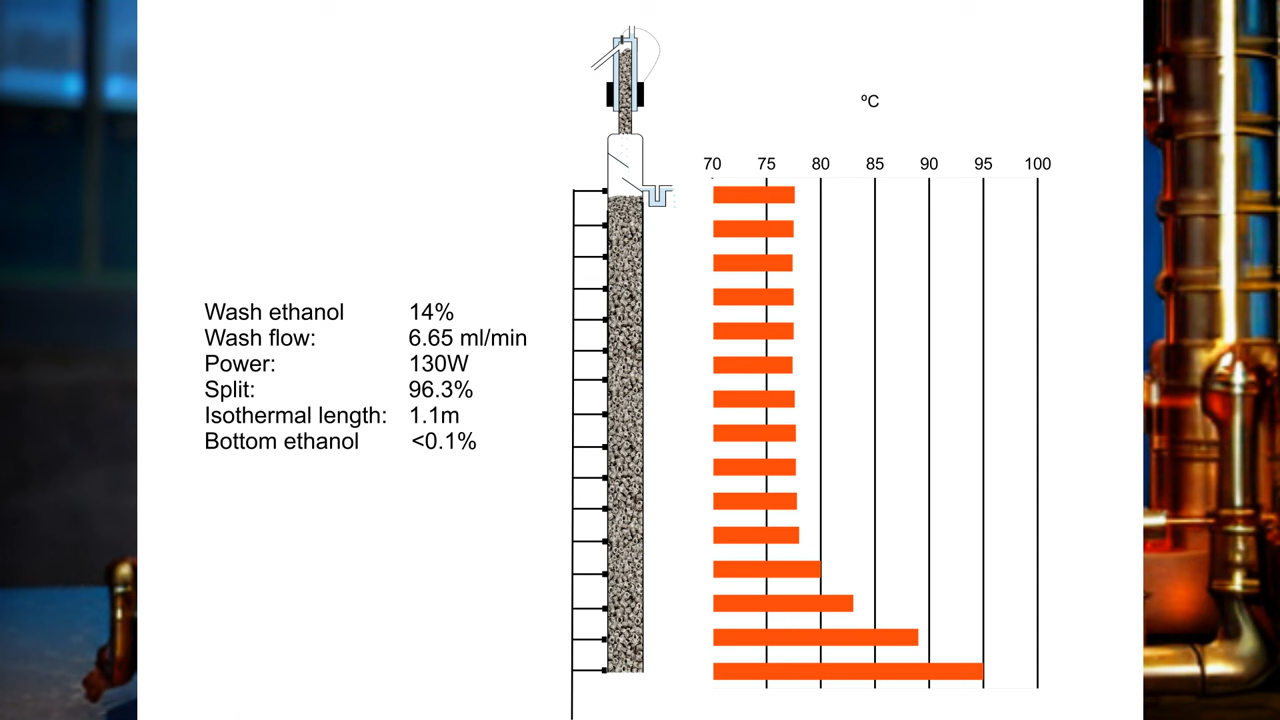 ºC
70 75 80 85 90 95 100
Wash ethanol 14%
Wash flow: 6.65 ml/min
Power: 130W
Split: 96.3%
Isothermal length: 1.1m
Bottom ethanol <0.1%